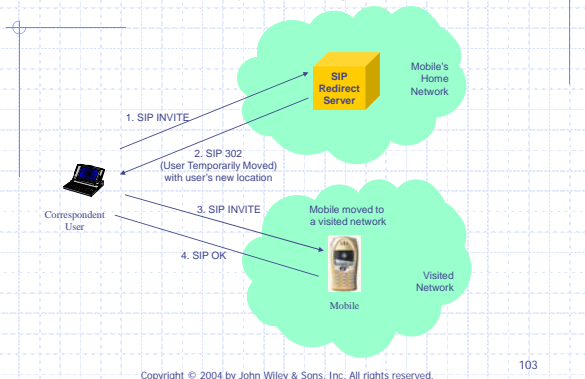 SIP
Redirect
Server
Mobile's
Home
Network
1. SIP INVITE
2. SIP 302
(User Temporarily Moved)
with user's new location
Correspondent
User
3. SIP INVITE
Mobile moved to
a visited network
4. SIP OK
Visited
Network
Mobile
103
Copyright © 2004 by John Wiley & Sons, Inc. All rights reserved.